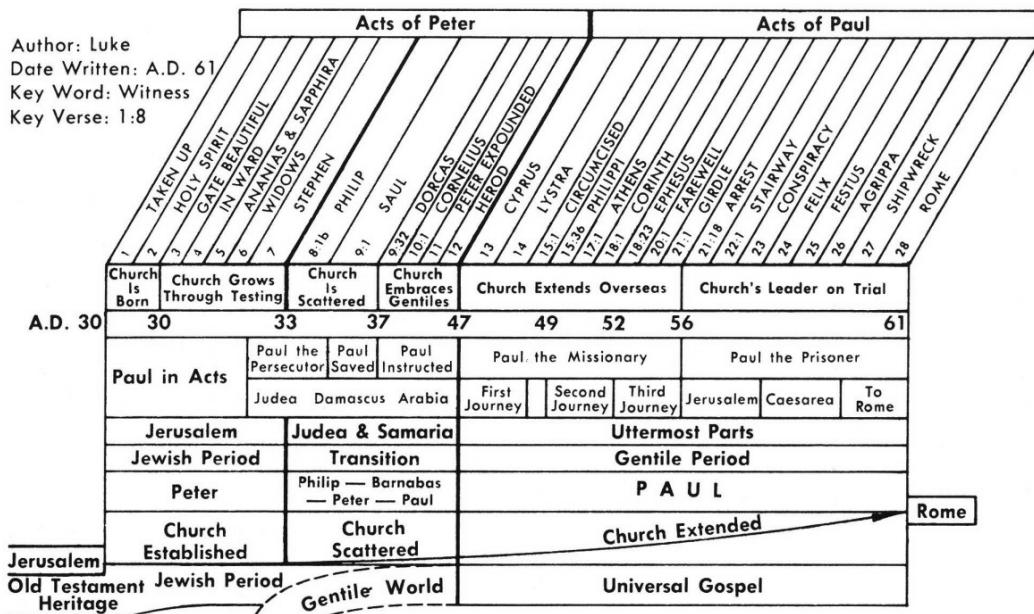 Acts of Peter
Acts of Paul
Author: Luke
Date Written: A.D. 61
Key Word: Witness
Key Verse: 1:8
TAKEN UP
HOLY SPIRIT
GATE BEAUTIFUL
IN WARD
ANANIAS & SAPPHIRA
WIDOWS
STEPHEN
PHILIP
SAUL
DORCAS
CORNELIUS
PETER EXPOUNDED
HEROD
CYPRUS
LYSTRA
CIRCUMCISED
PHILIPPI
ATHENS
CORINTH
EPHESUS
FAREWELL
GIRDLE
ARREST
STAIRWAY
CONSPIRACY
FELIX
FESTUS
AGRIPPA
SHIPWRECK
ROME
1 2 3 4 5 6 7 8:1b 9:1 9:32 10:1 11 12 13 14 15:1 15:36 17:1 18:1 18:23 20:1 21:1 21:18 22:1 23 24 25 26 27 28
Church Is Born
Church Grows Through Testing
Church Is Scattered
Church Embraces Gentiles
Church Extends Overseas
Church's Leader on Trial
A.D. 30 30 33 37 47 49 52 56 61
Paul in Acts
Paul the Persecutor
Paul Saved
Paul Instructed
Paul, the Missionary
Paul the Prisoner
Judea Damascus Arabia
First Journey
Second Journey
Third Journey
Jerusalem
Caesarea
To Rome
Jerusalem
Judea & Samaria
Uttermost Parts
Jewish Period
Transition
Gentile Period
Peter
Philip — Barnabas
— Peter — Paul
PAUL
Church Established
Church Scattered
Church Extended
Rome
Jerusalem
Old Testament Heritage
Jewish Period
Gentile World
Universal Gospel